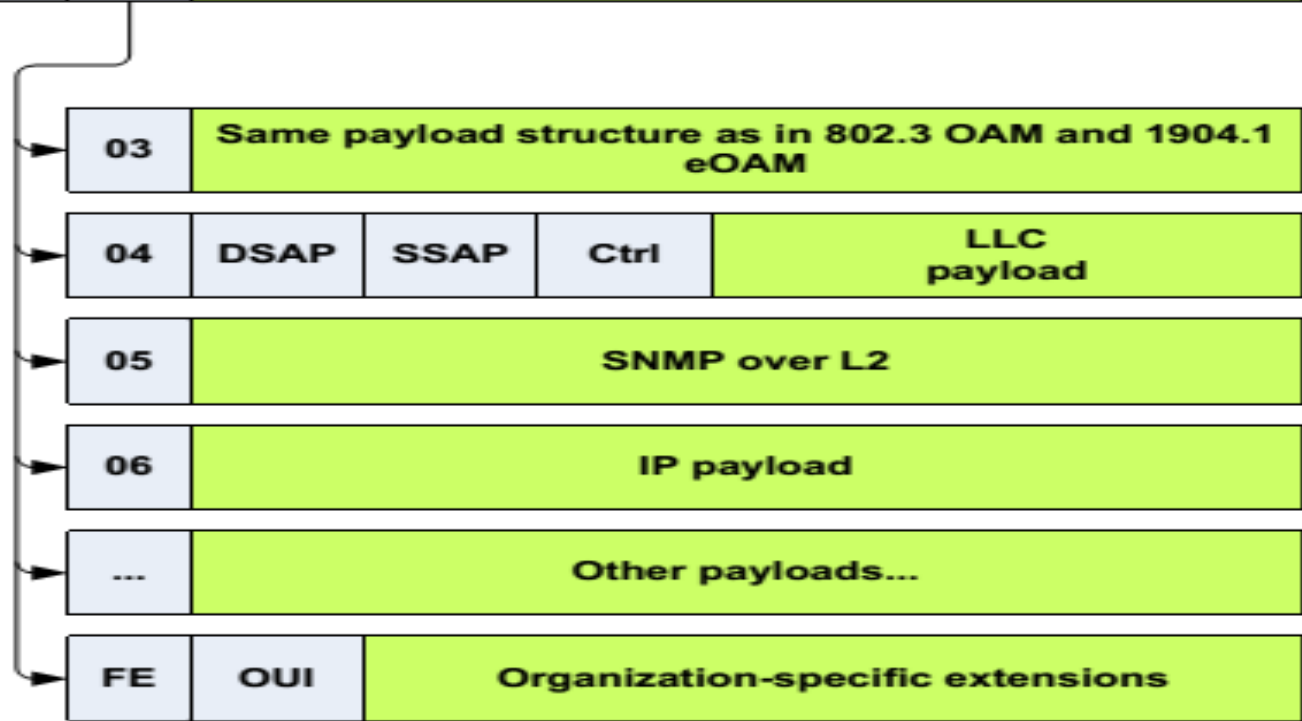 03 Same payload structure as in 802.3 OAM and 1904.1
eOAM
04 DSAP SSAP Ctrl LLC
payload
05 SNMP over L2
06 IP payload
... Other payloads...
FE OUI Organization-specific extensions